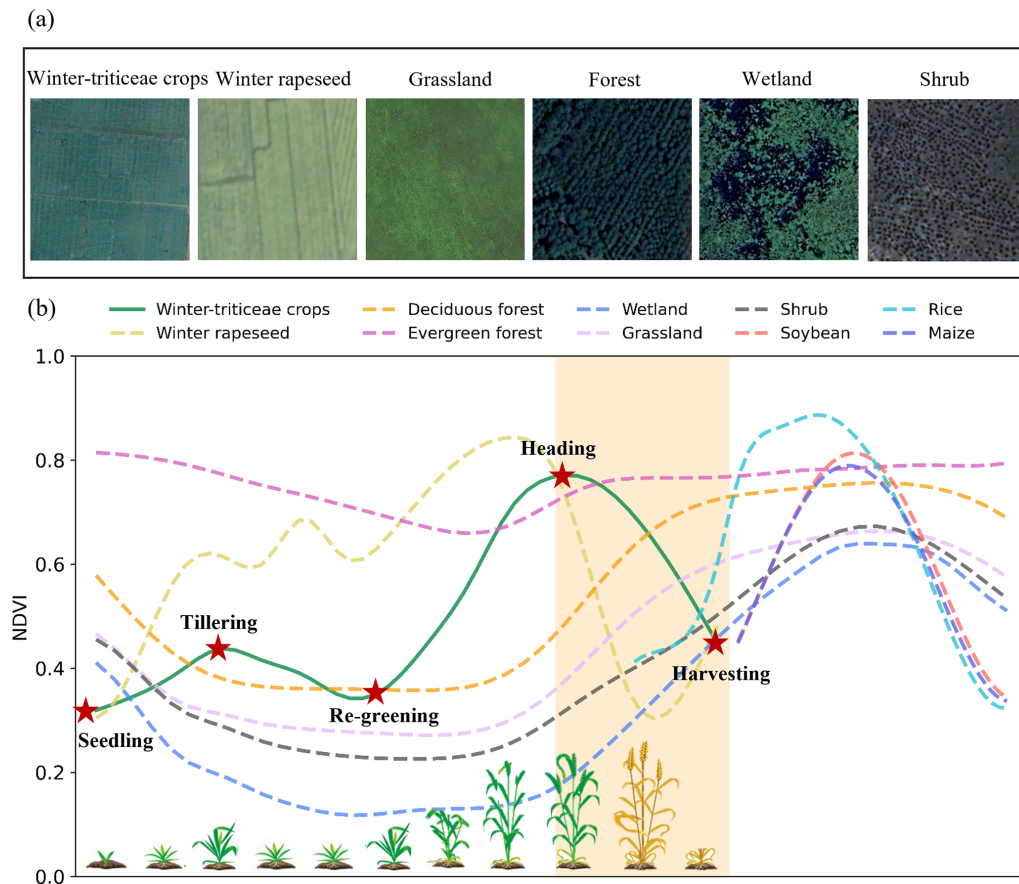 (a)
Winter-triticeae crops Winter rapeseed Grassland Forest Wetland Shrub
(b)
Winter-triticeae crops Deciduous forest Wetland Shrub Rice
Winter rapeseed Evergreen forest Grassland Soybean Maize
1.0
0.8
0.6
0.4
0.2
0.0
NDVI
Seedling
Tillering
Re-greening
Heading
Harvesting